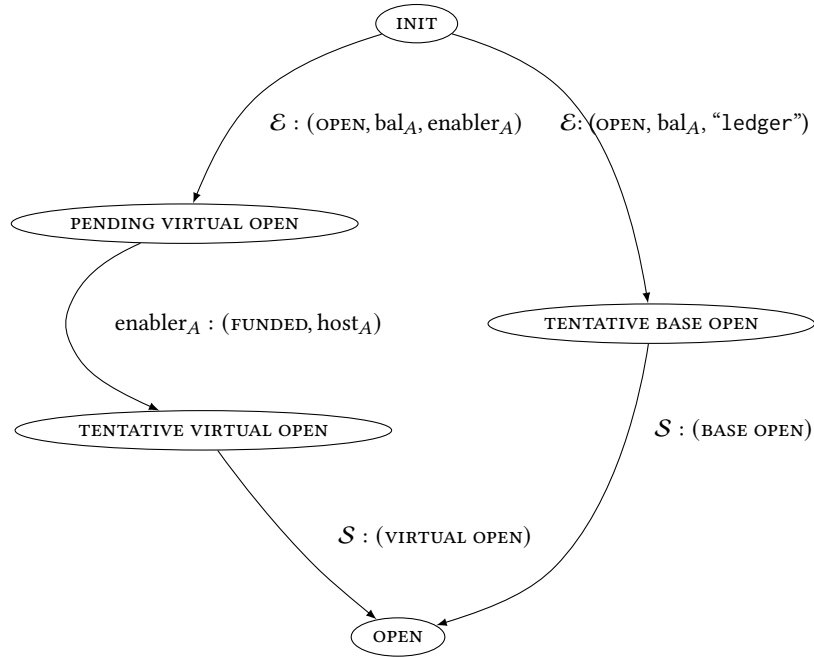 INIT
ℰ : (OPEN, bal_A, enabler_A)
ℰ: (OPEN, bal_A, “ledger”)
PENDING VIRTUAL OPEN
enabler_A : (FUNDED, host_A)
TENTATIVE BASE OPEN
TENTATIVE VIRTUAL OPEN
𝒮 : (BASE OPEN)
𝒮 : (VIRTUAL OPEN)
OPEN